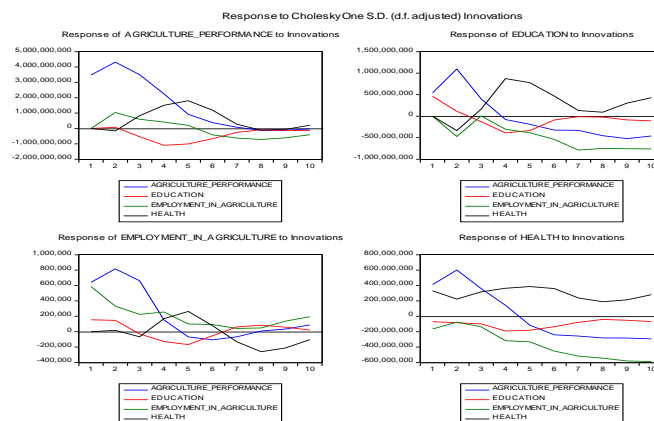 Response to Cholesky One S.D. (d.f. adjusted) Innovations
Response of AGRICULTURE_PERFORMANCE to Innovations
5,000,000,000
4,000,000,000
3,000,000,000
2,000,000,000
1,000,000,000
0
-1,000,000,000
-2,000,000,000
1 2 3 4 5 6 7 8 9 10
AGRICULTURE_PERFORMANCE
EDUCATION
EMPLOYMENT_IN_AGRICULTURE
HEALTH
Response of EDUCATION to Innovations
1,500,000,000
1,000,000,000
500,000,000
0
-500,000,000
-1,000,000,000
1 2 3 4 5 6 7 8 9 10
AGRICULTURE_PERFORMANCE
EDUCATION
EMPLOYMENT_IN_AGRICULTURE
HEALTH
Response of EMPLOYMENT_IN_AGRICULTURE to Innovations
1,000,000
800,000
600,000
400,000
200,000
0
-200,000
-400,000
1 2 3 4 5 6 7 8 9 10
AGRICULTURE_PERFORMANCE
EDUCATION
EMPLOYMENT_IN_AGRICULTURE
HEALTH
Response of HEALTH to Innovations
800,000,000
600,000,000
400,000,000
200,000,000
0
-200,000,000
-400,000,000
-600,000,000
1 2 3 4 5 6 7 8 9 10
AGRICULTURE_PERFORMANCE
EDUCATION
EMPLOYMENT_IN_AGRICULTURE
HEALTH